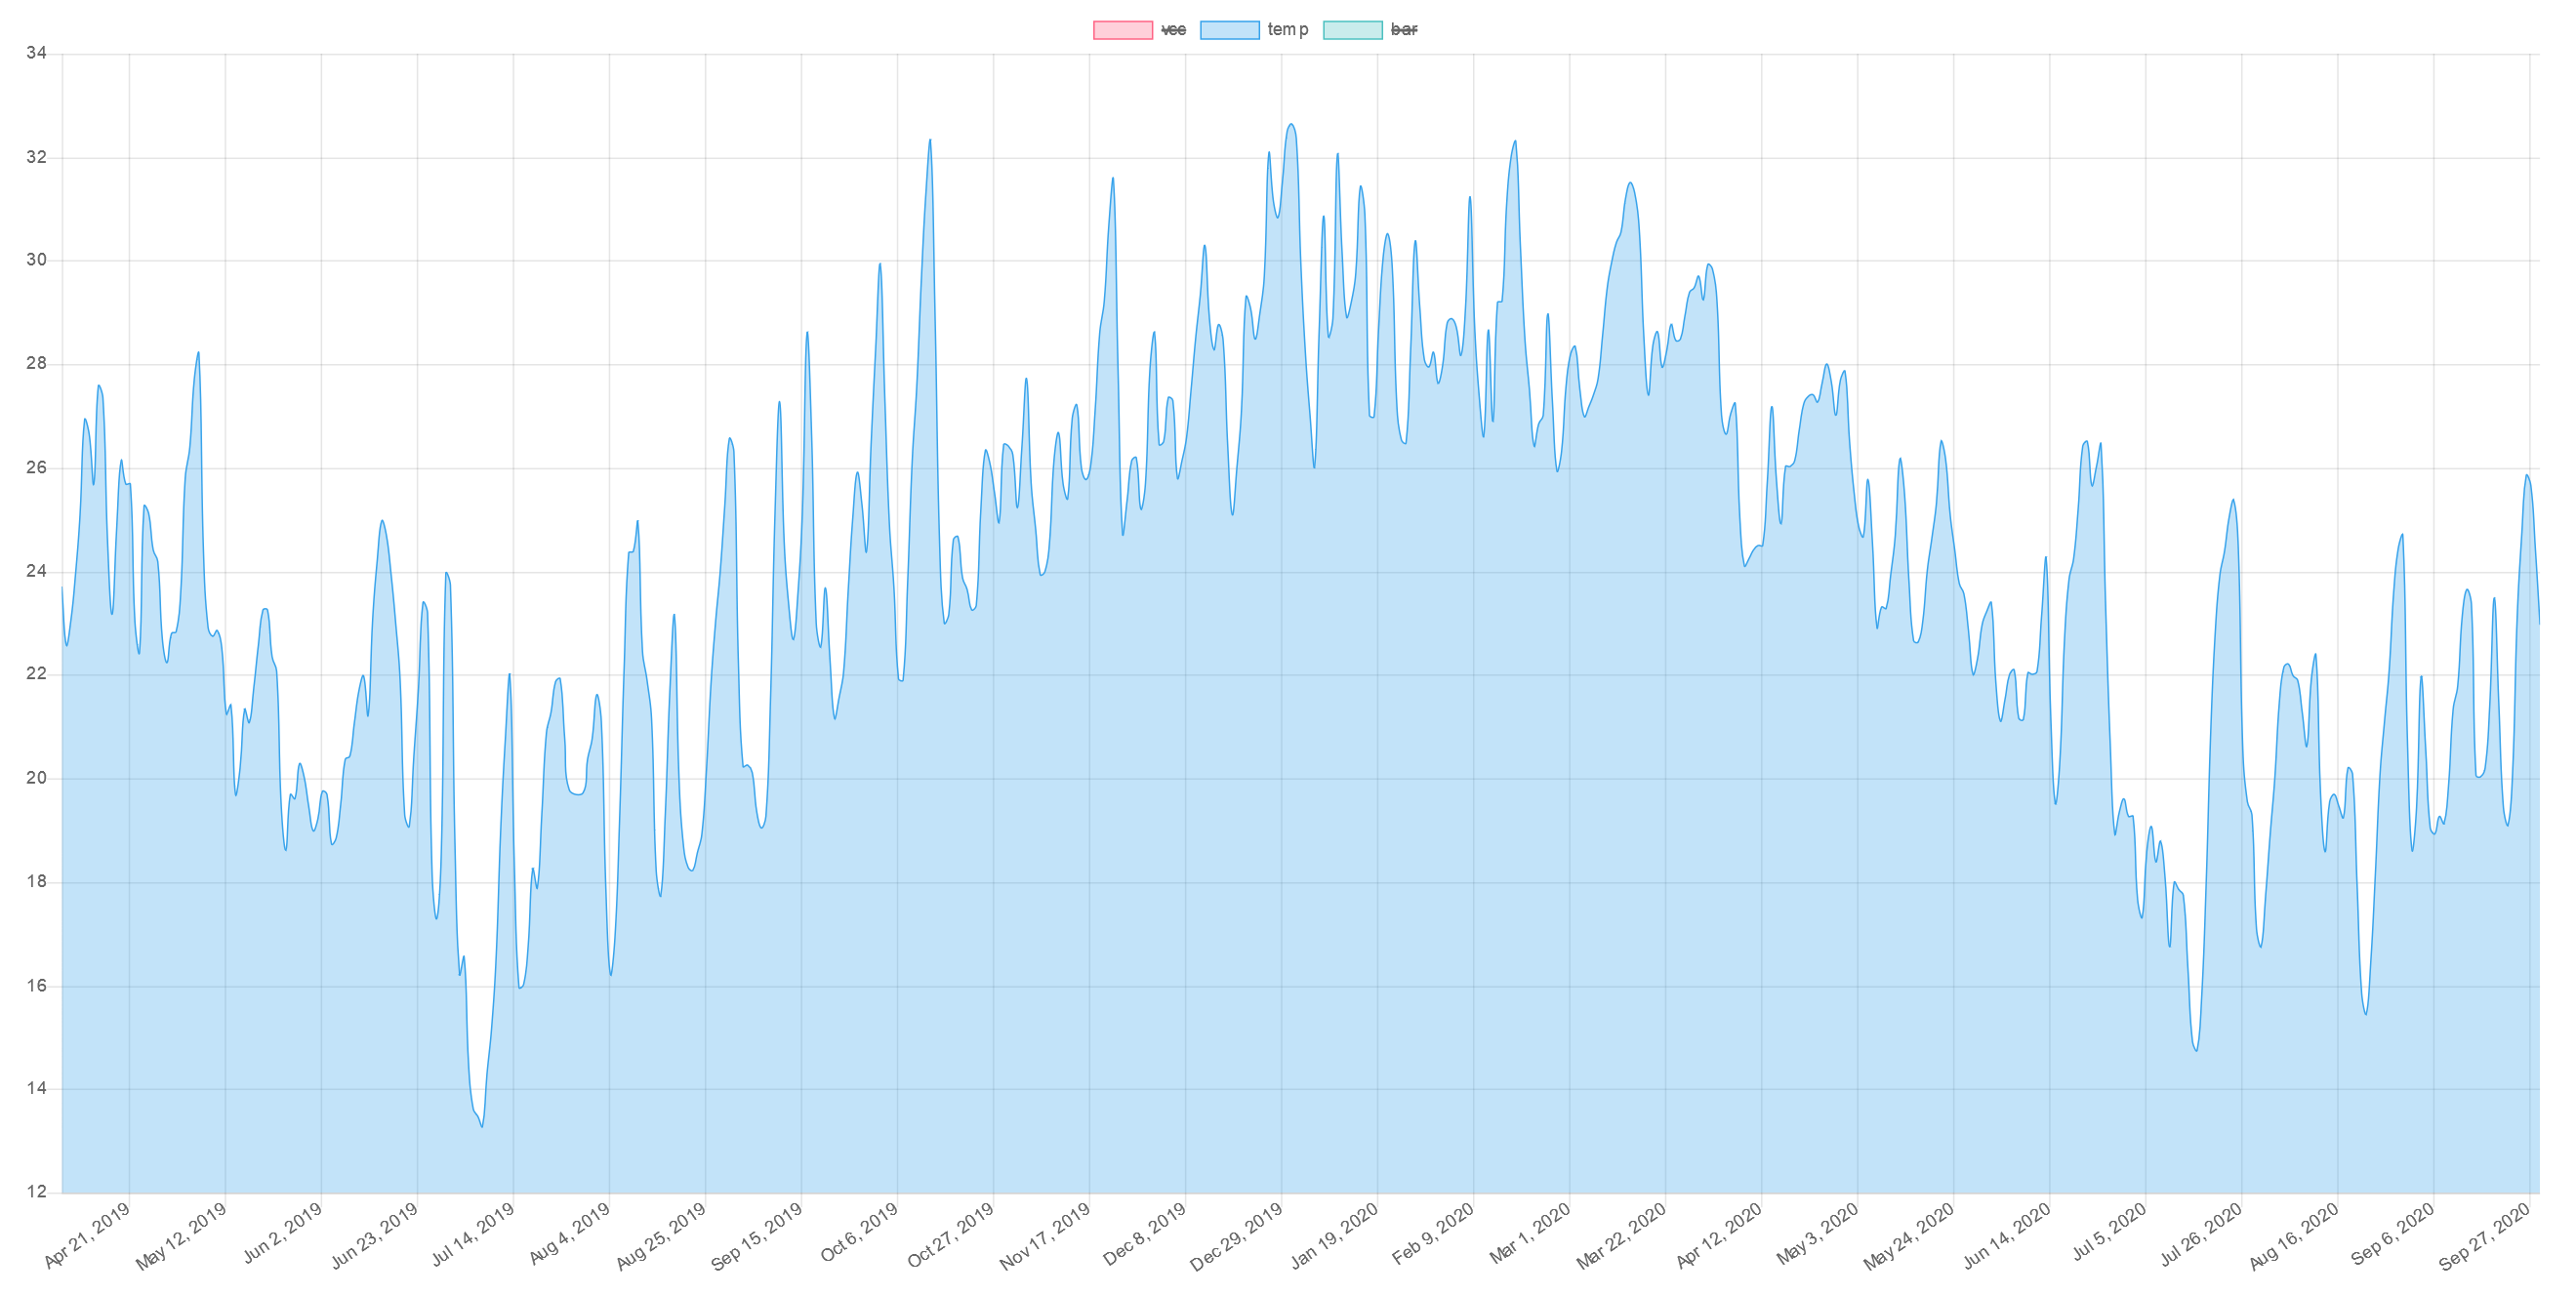 vcc temp bar
34
32
30
28
26
24
22
20
18
16
14
12
Apr 21, 2019
May 12, 2019
Jun 2, 2019
Jun 23, 2019
Jul 14, 2019
Aug 4, 2019
Aug 25, 2019
Sep 15, 2019
Oct 6, 2019
Oct 27, 2019
Nov 17, 2019
Dec 8, 2019
Dec 29, 2019
Jan 19, 2020
Feb 9, 2020
Mar 1, 2020
Mar 22, 2020
Apr 12, 2020
May 3, 2020
May 24, 2020
Jun 14, 2020
Jul 5, 2020
Jul 26, 2020
Aug 16, 2020
Sep 6, 2020
Sep 27, 2020